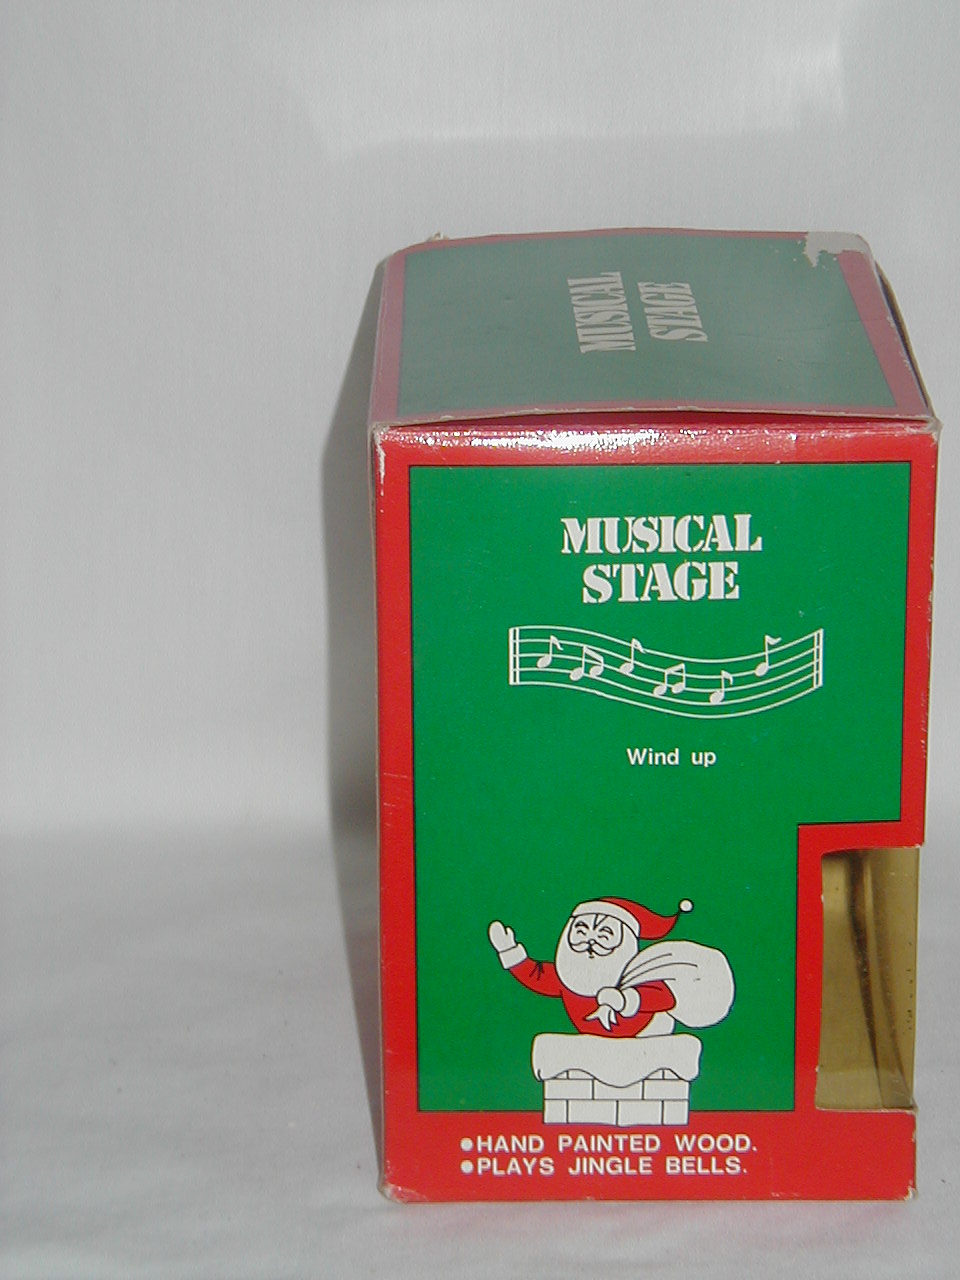 MUSICAL
STAGE
MUSICAL
STAGE
Wind up
•HAND PAINTED WOOD.
•PLAYS JINGLE BELLS.